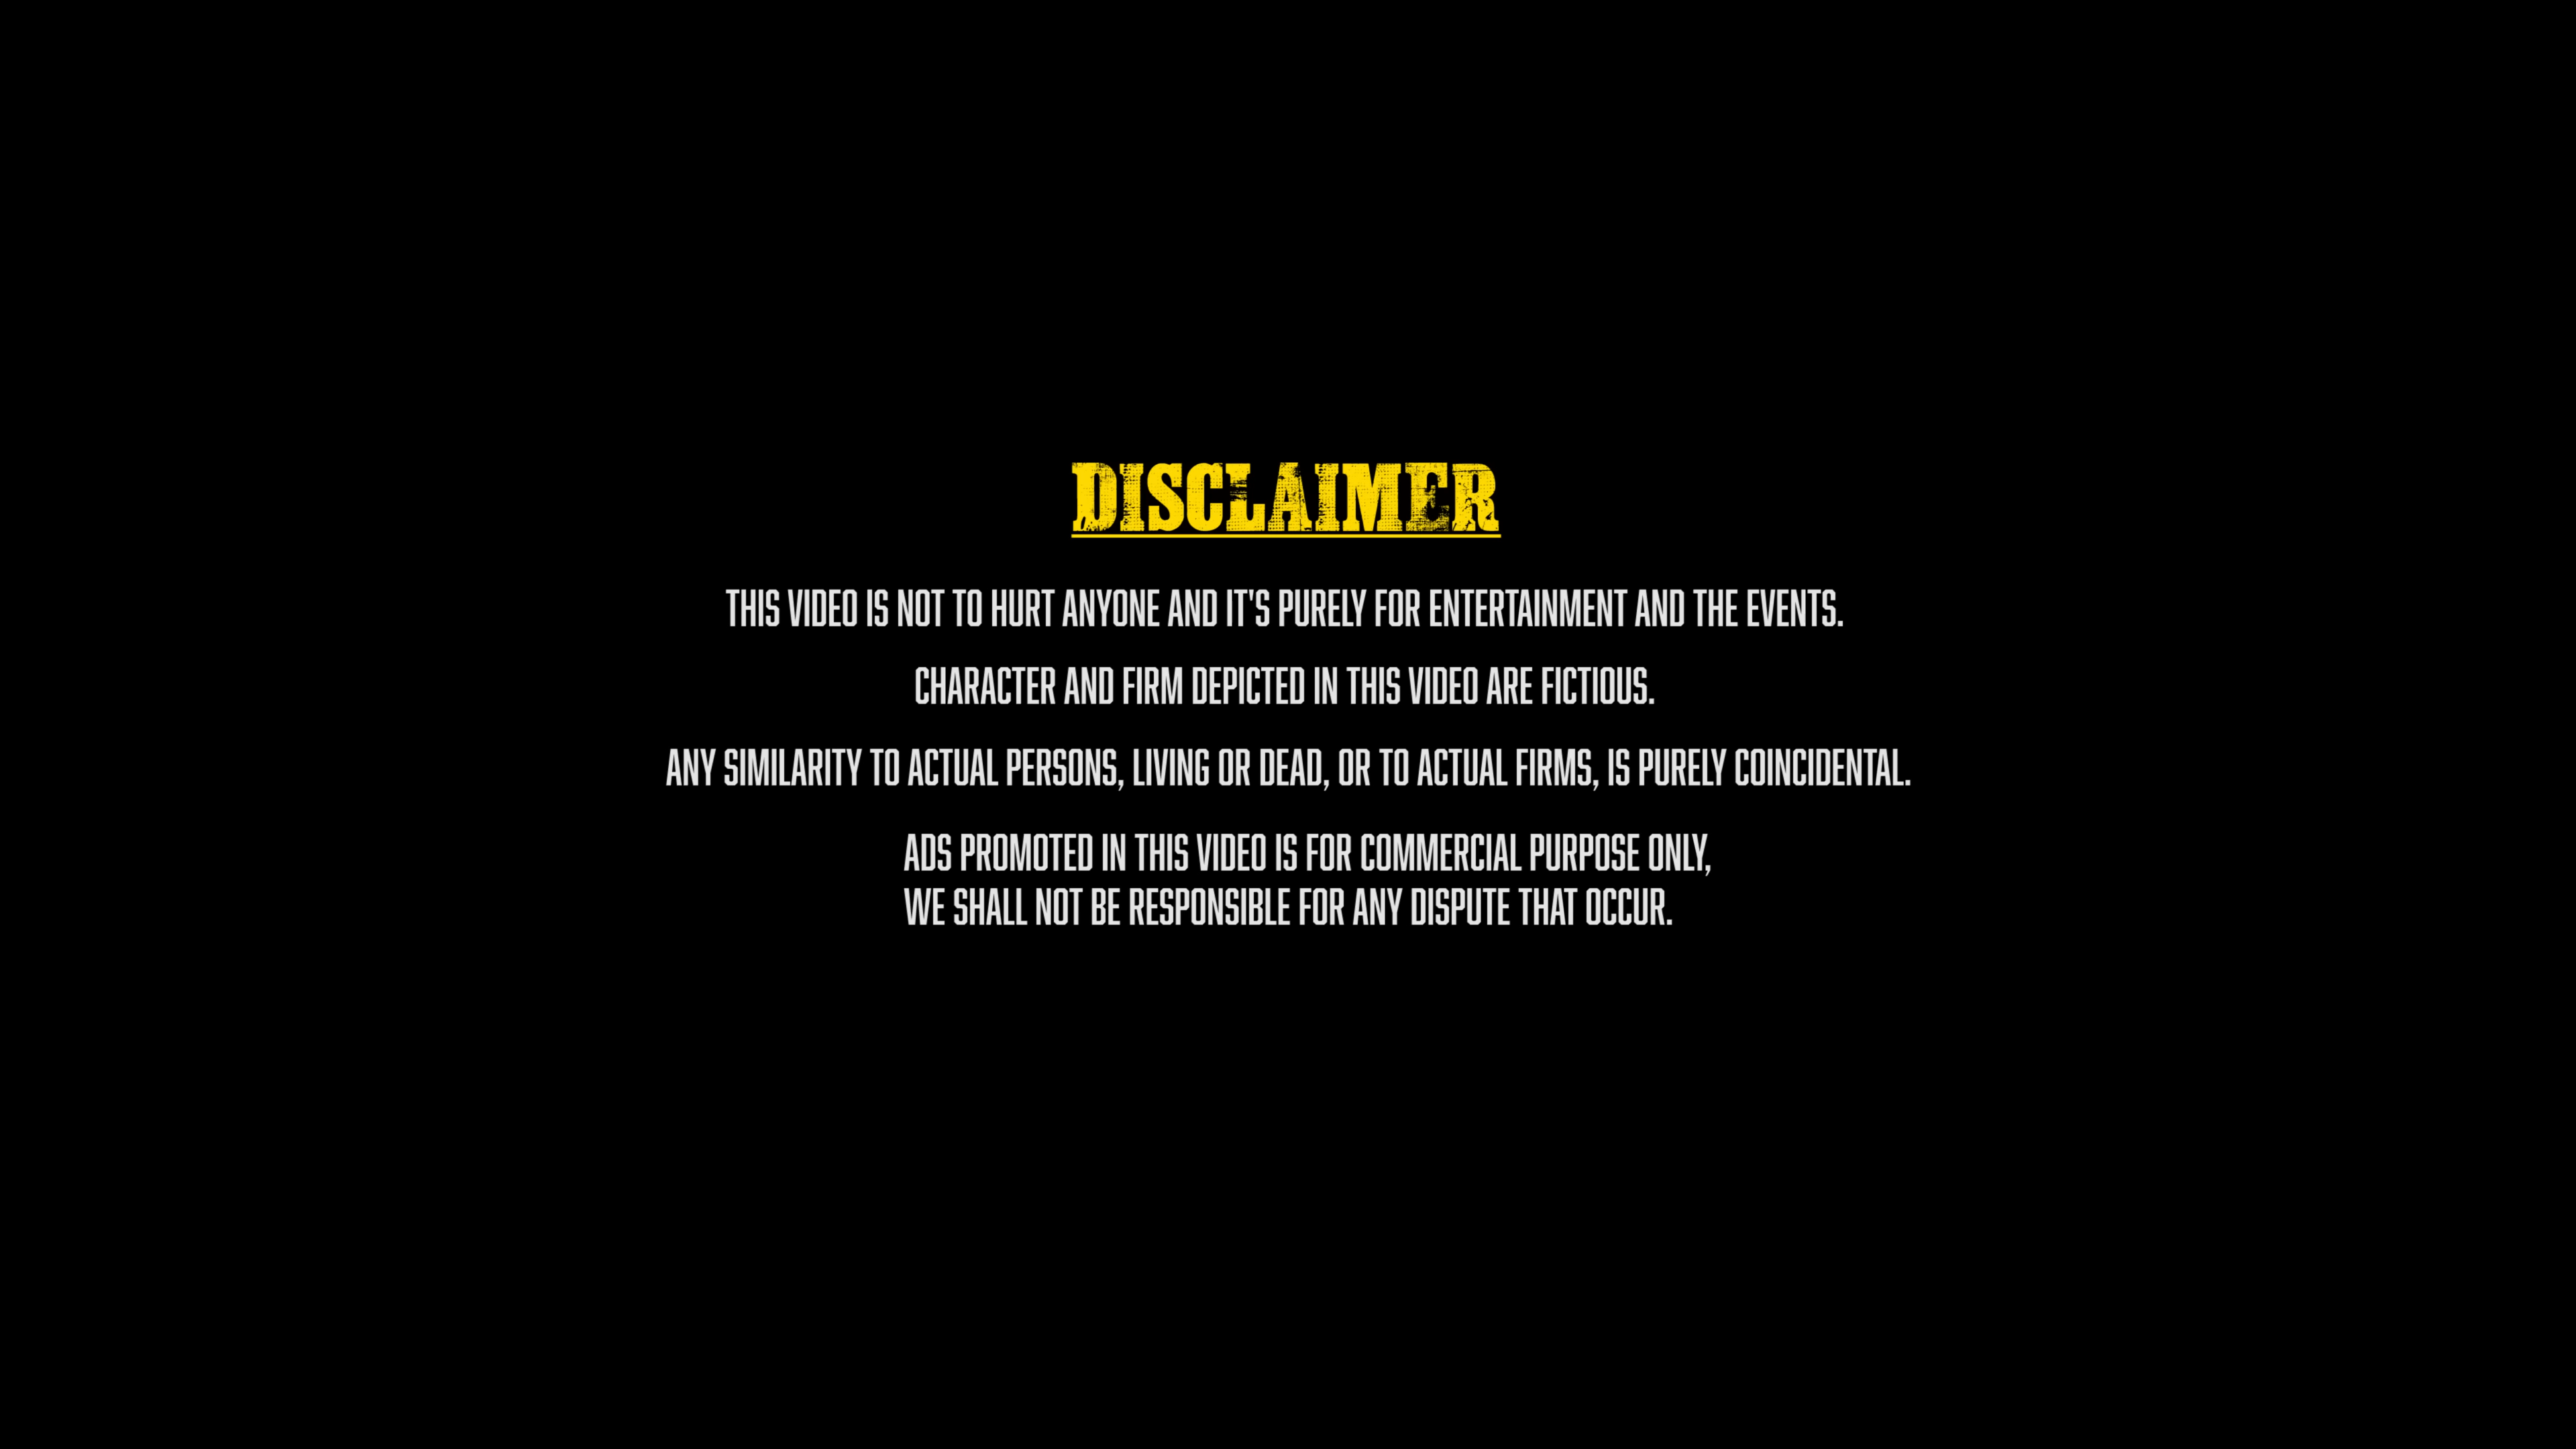 DISCLAIMER
THIS VIDEO IS NOT TO HURT ANYONE AND IT'S PURELY FOR ENTERTAINMENT AND THE EVENTS.
CHARACTER AND FIRM DEPICTED IN THIS VIDEO ARE FICTIOUS.
ANY SIMILARITY TO ACTUAL PERSONS, LIVING OR DEAD, OR TO ACTUAL FIRMS, IS PURELY COINCIDENTAL.
ADS PROMOTED IN THIS VIDEO IS FOR COMMERCIAL PURPOSE ONLY,
WE SHALL NOT BE RESPONSIBLE FOR ANY DISPUTE THAT OCCUR.